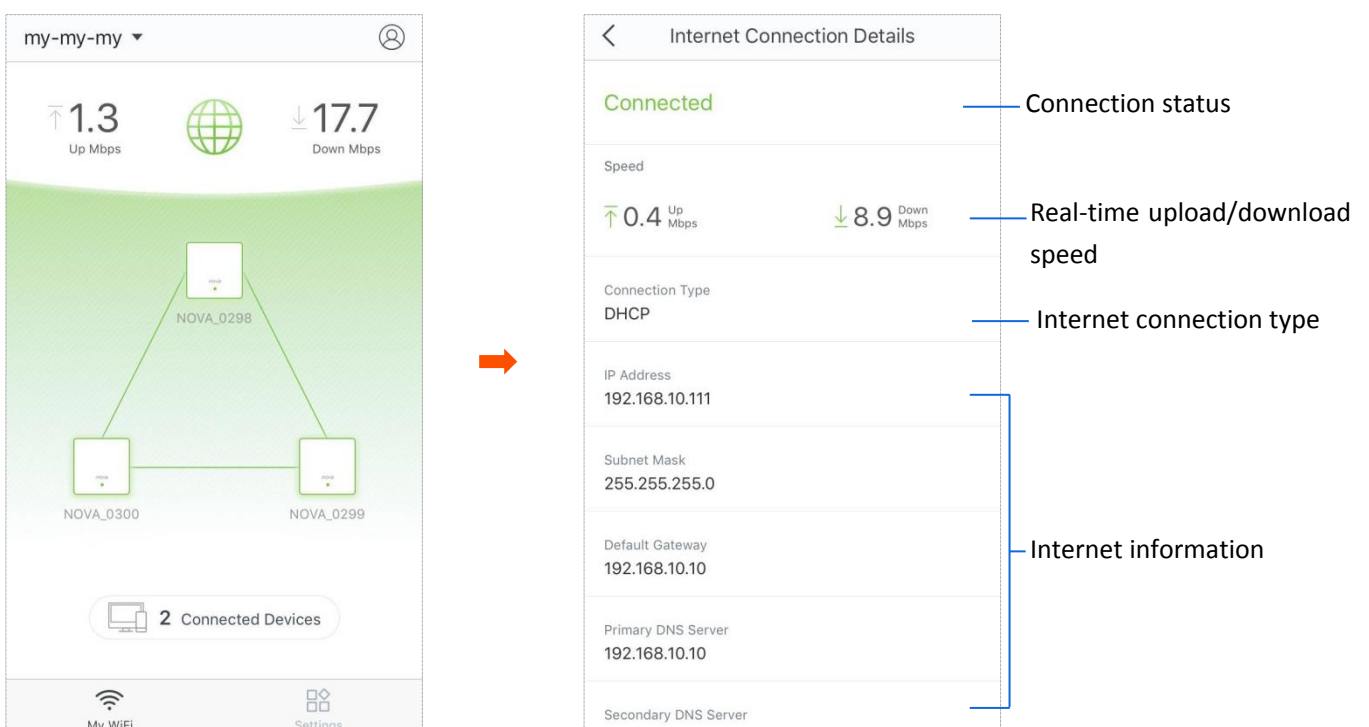 my-my-my
1.3
Up Mbps
17.7
Down Mbps
nova
NOVA_0298
nova
NOVA_0300
nova
NOVA_0299
2 Connected Devices
My WiFi
Settings
Internet Connection Details
Connected
Speed
0.4 Up Mbps
8.9 Down Mbps
Connection Type
DHCP
IP Address
192.168.10.111
Subnet Mask
255.255.255.0
Default Gateway
192.168.10.10
Primary DNS Server
192.168.10.10
Secondary DNS Server
Connection status
Real-time upload/download
speed
Internet connection type
Internet information